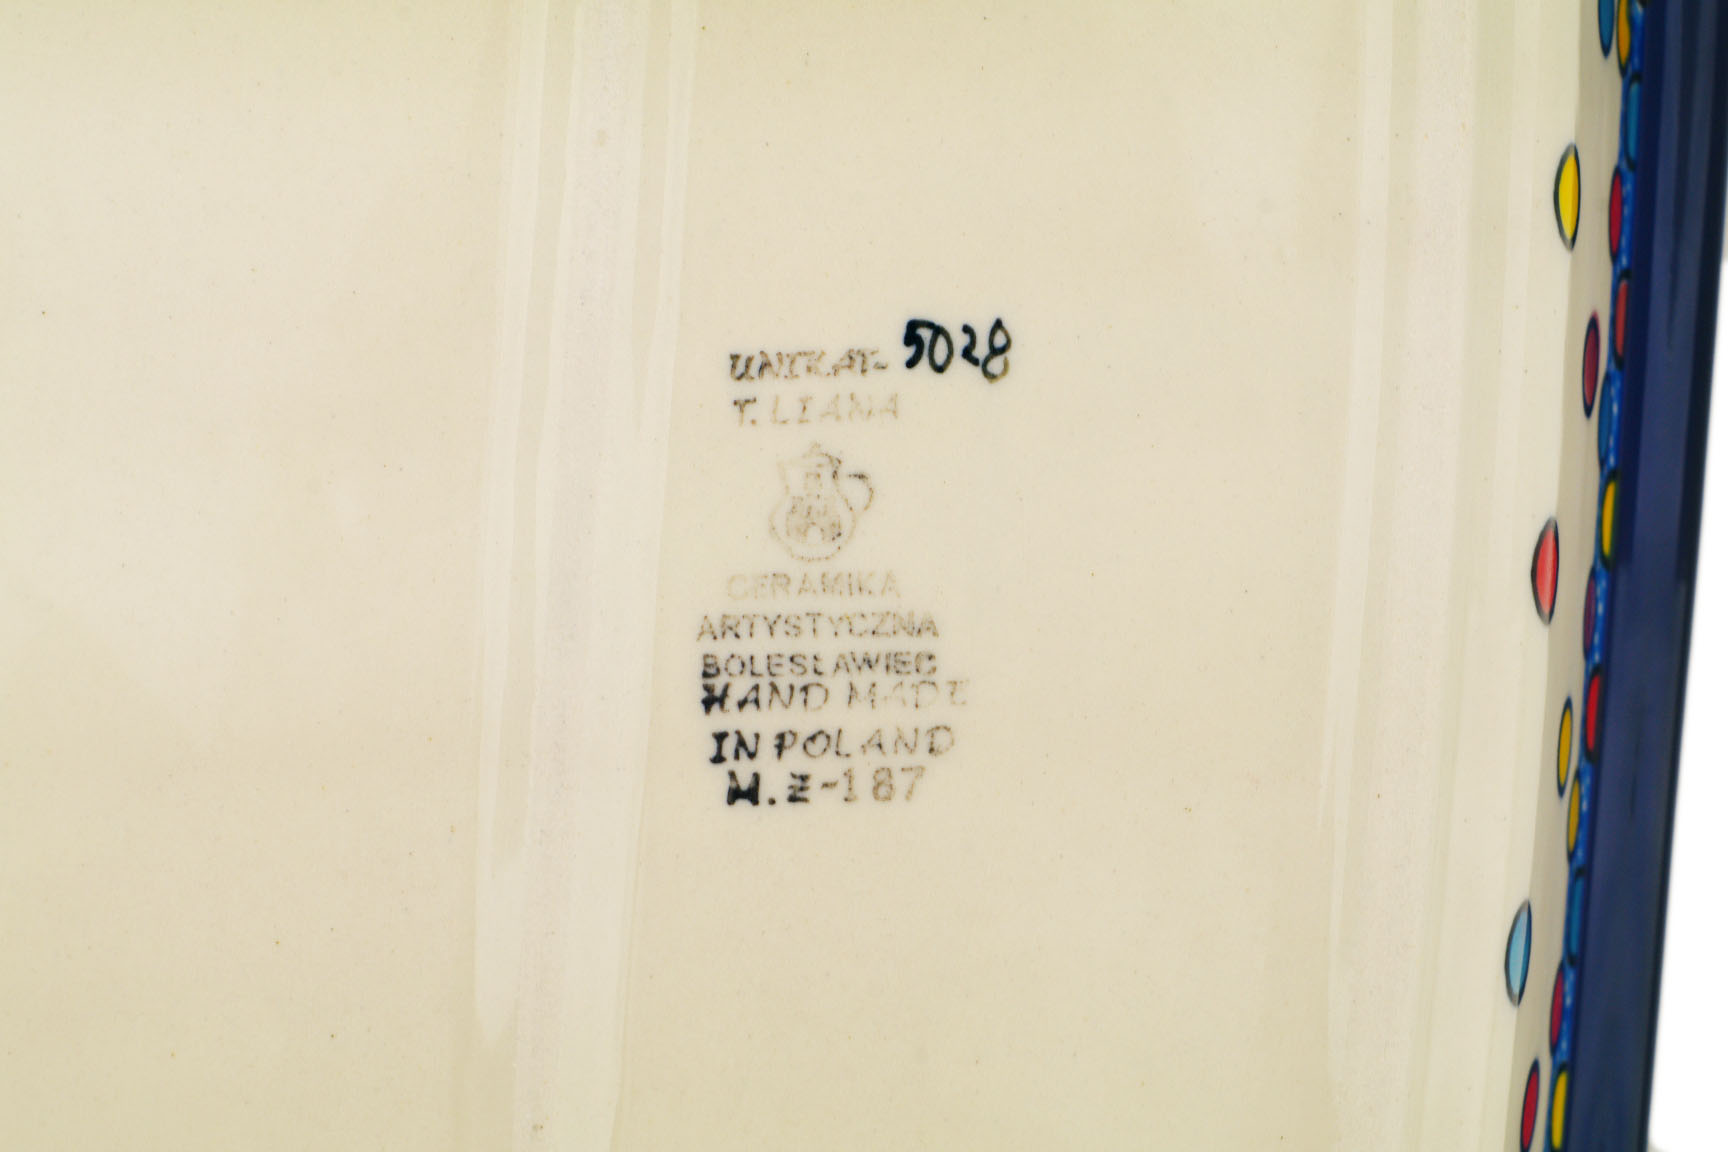 UNIKAT- 5028
T. LIANA
CERAMIKA
ARTYSTYCZNA
BOLESŁAWIEC
HAND MADE
IN POLAND
M.Z-187